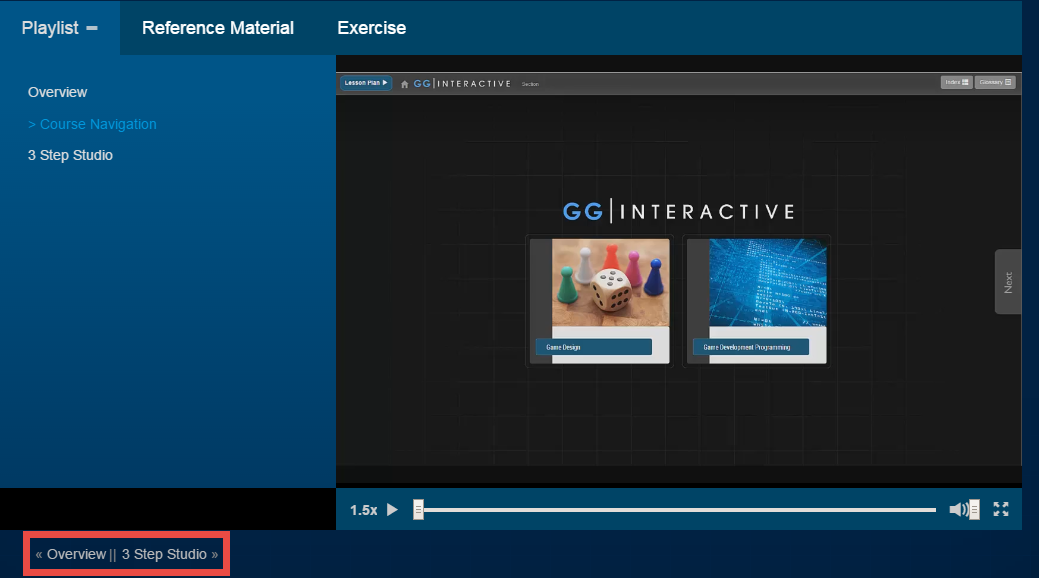 Playlist Reference Material Exercise
Overview
> Course Navigation
3 Step Studio
Lesson Plan GG|INTERACTIVE Section Index Glossary
GG|INTERACTIVE
Next
Game Design Game Development Programming
1.5x
« Overview || 3 Step Studio »